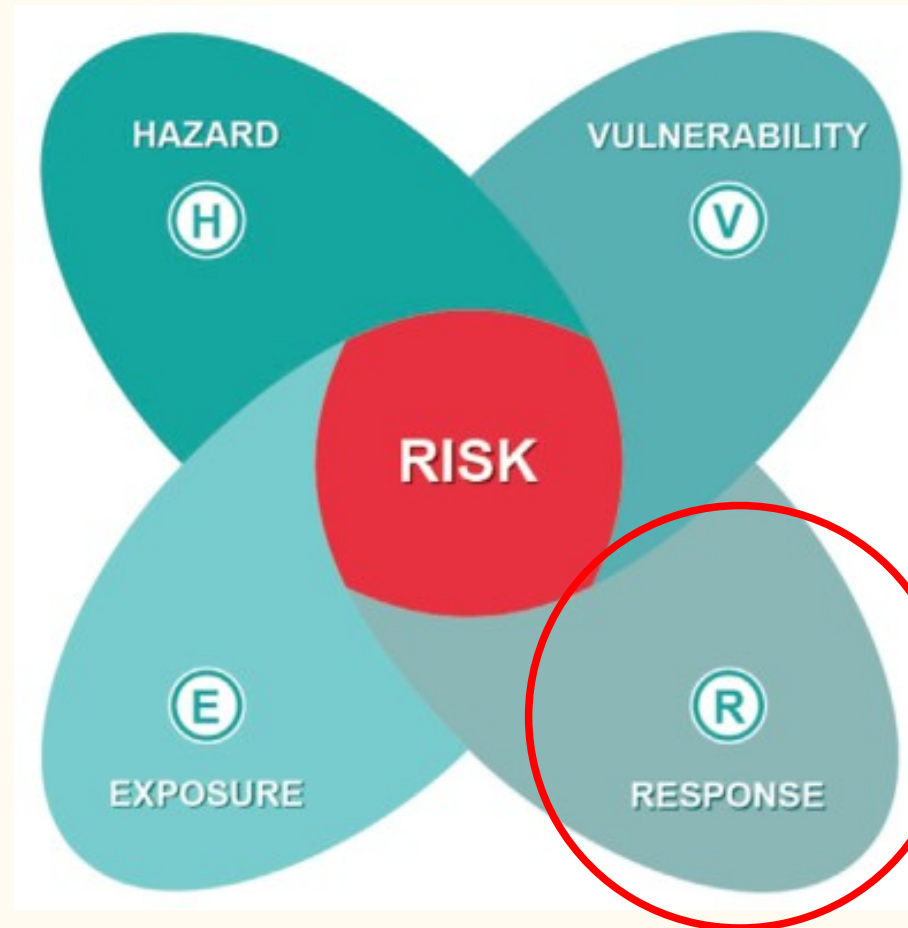 HAZARD
H
VULNERABILITY
V
RISK
E
EXPOSURE
R
RESPONSE